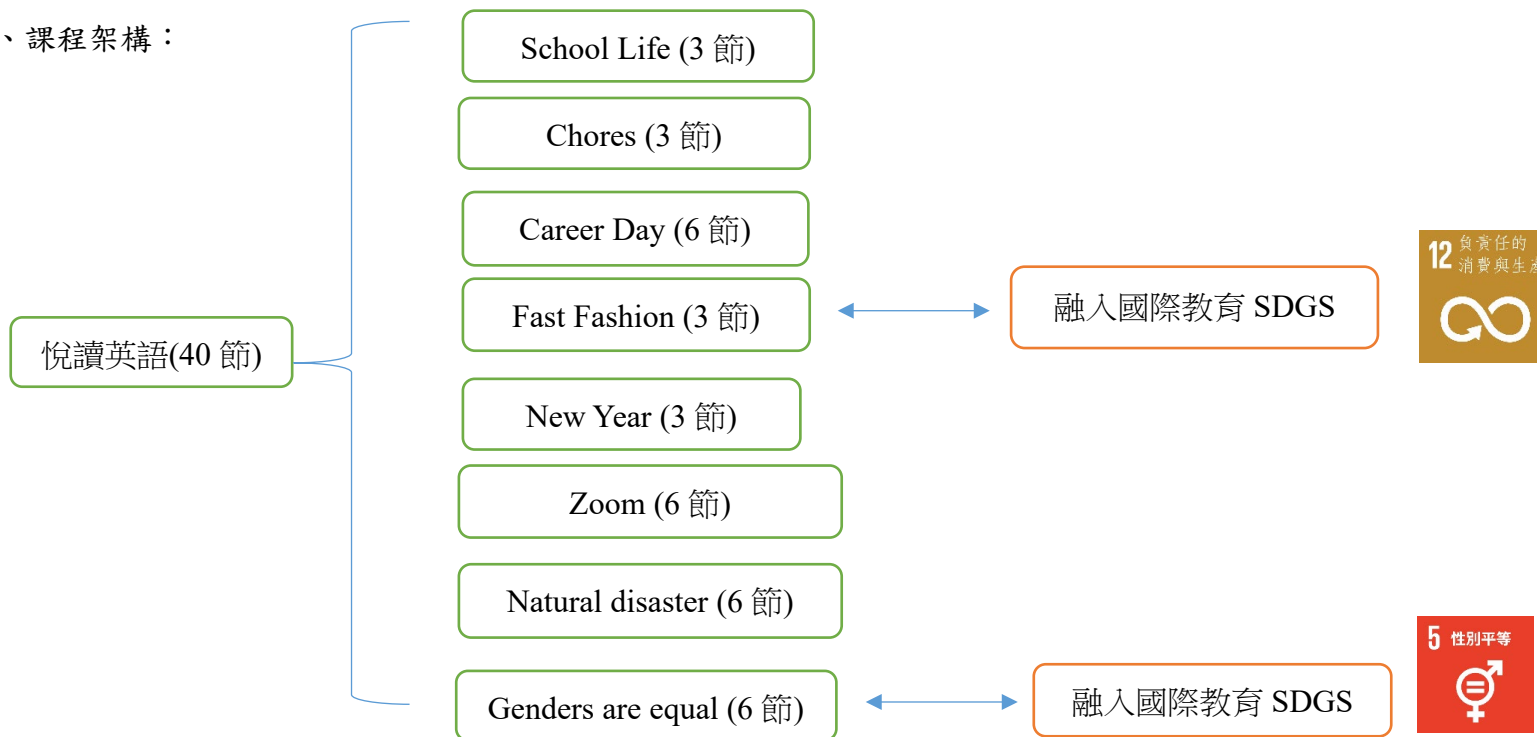 、課程架構：
School Life (3 節)
Chores (3 節)
Career Day (6 節)
Fast Fashion (3 節)
New Year (3 節)
Zoom (6 節)
Natural disaster (6 節)
Genders are equal (6 節)
悅讀英語(40 節)
融入國際教育 SDGS
12 負責任的
消費與生產
融入國際教育 SDGS
5 性別平等